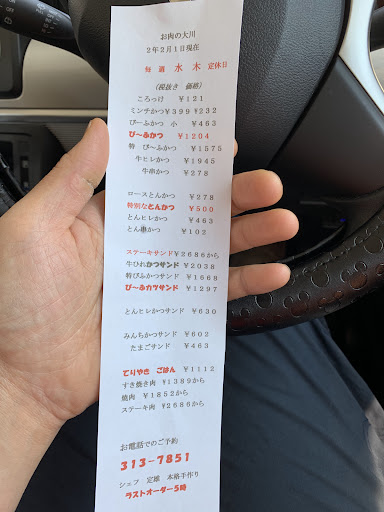 お肉の大川
2年2月1日現在
毎 週 水 木 定休日
(税抜き 価格)
ころっけ ¥121
ミンチかつ¥399 ¥232
びーふかつ 小 ¥463
び〜ふかつ ¥1204
特 び〜ふかつ ¥1575
牛ヒレかつ ¥1945
牛串かつ ¥278
ロースとんかつ ¥278
特別なとんかつ ¥500
とんヒレかつ ¥463
とん串かつ ¥102
ステーキサンド¥2686から
牛ひれかつサンド ¥2038
特びふかつサンド ¥1668
び〜ふカツサンド ¥1297
とんヒレかつサンド ¥630
みんちかつサンド ¥602
たまごサンド ¥463
てりやき ごはん ¥1112
すき焼き肉 ¥1389から
焼肉 ¥1852から
ステーキ肉 ¥2686から
お電話でのご予約
313-7851
シェフ 定雄 本格手作り
ラストオーダー5時